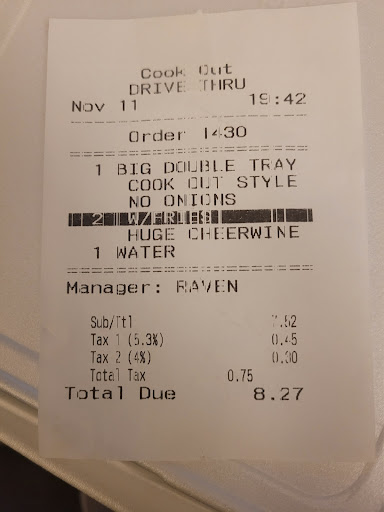 Cook Out
DRIVE THRU
Nov 11 19:42
Order 1430
1 BIG DOUBLE TRAY
COOK OUT STYLE
NO ONIONS
2 W/FRIES
HUGE CHEERWINE
1 WATER
Manager: RAVEN
Sub/Ttl 7.52
Tax 1 (5.3%) 0.45
Tax 2 (4%) 0.30
Total Tax 0.75
Total Due 8.27